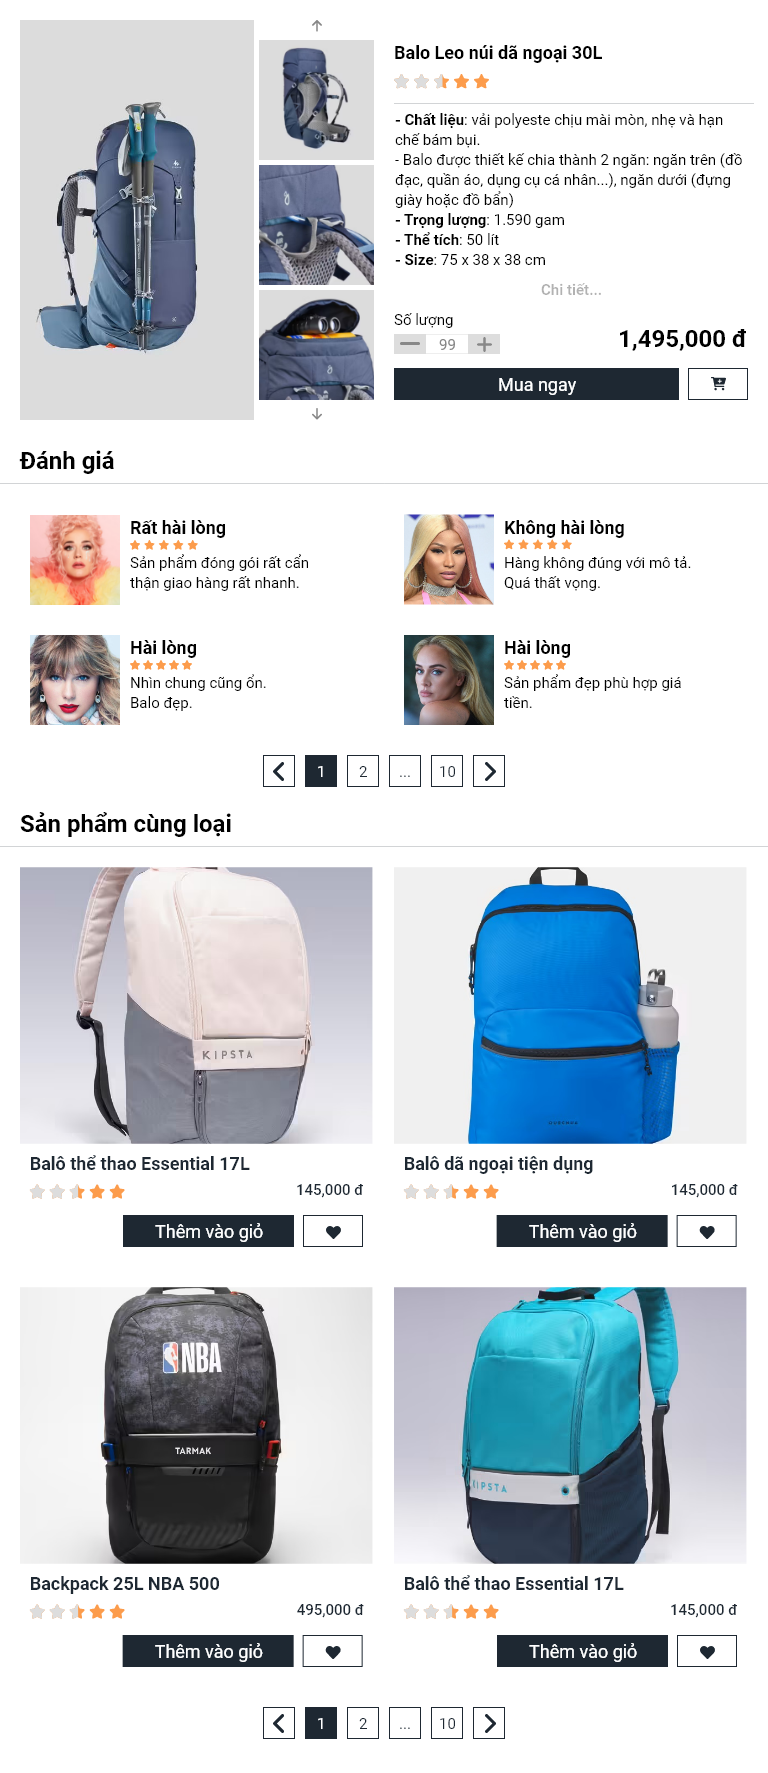 Balo Leo núi dã ngoại 30L
- Chất liệu: vải polyeste chịu mài mòn, nhẹ và hạn
chế bám bụi.
- Balo được thiết kế chia thành 2 ngăn: ngăn trên (đồ
đạc, quần áo, dụng cụ cá nhân...), ngăn dưới (đựng
giày hoặc đồ bẩn)
- Trọng lượng: 1.590 gam
- Thể tích: 50 lít
- Size: 75 x 38 x 38 cm
Chi tiết...
Số lượng
99
1,495,000 đ
Mua ngay
Đánh giá
Rất hài lòng
Sản phẩm đóng gói rất cẩn
thận giao hàng rất nhanh.
Không hài lòng
Hàng không đúng với mô tả.
Quá thất vọng.
Hài lòng
Nhìn chung cũng ổn.
Balo đẹp.
Hài lòng
Sản phẩm đẹp phù hợp giá
tiền.
1 2 ... 10
Sản phẩm cùng loại
KIPSTA
Balô thể thao Essential 17L
145,000 đ
Thêm vào giỏ
Balô dã ngoại tiện dụng
145,000 đ
Thêm vào giỏ
NBA
TARMAK
Backpack 25L NBA 500
495,000 đ
Thêm vào giỏ
KIPSTA
Balô thể thao Essential 17L
145,000 đ
Thêm vào giỏ
1 2 ... 10